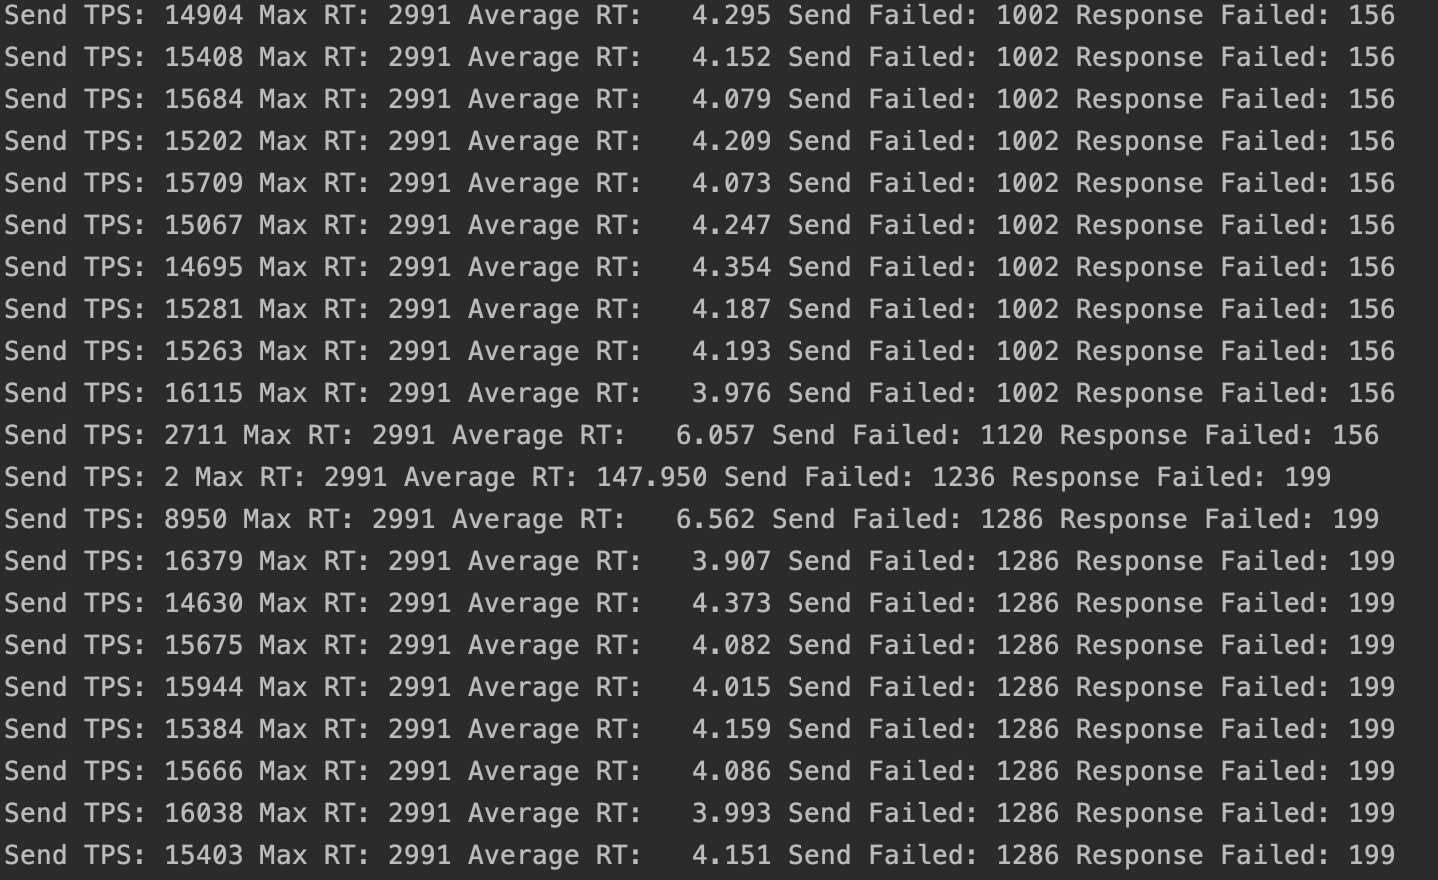 Send TPS: 14904 Max RT: 2991 Average RT:   4.295 Send Failed: 1002 Response Failed: 156
Send TPS: 15408 Max RT: 2991 Average RT:   4.152 Send Failed: 1002 Response Failed: 156
Send TPS: 15684 Max RT: 2991 Average RT:   4.079 Send Failed: 1002 Response Failed: 156
Send TPS: 15202 Max RT: 2991 Average RT:   4.209 Send Failed: 1002 Response Failed: 156
Send TPS: 15709 Max RT: 2991 Average RT:   4.073 Send Failed: 1002 Response Failed: 156
Send TPS: 15067 Max RT: 2991 Average RT:   4.247 Send Failed: 1002 Response Failed: 156
Send TPS: 14695 Max RT: 2991 Average RT:   4.354 Send Failed: 1002 Response Failed: 156
Send TPS: 15281 Max RT: 2991 Average RT:   4.187 Send Failed: 1002 Response Failed: 156
Send TPS: 15263 Max RT: 2991 Average RT:   4.193 Send Failed: 1002 Response Failed: 156
Send TPS: 16115 Max RT: 2991 Average RT:   3.976 Send Failed: 1002 Response Failed: 156
Send TPS: 2711 Max RT: 2991 Average RT:   6.057 Send Failed: 1120 Response Failed: 156
Send TPS: 2 Max RT: 2991 Average RT: 147.950 Send Failed: 1236 Response Failed: 199
Send TPS: 8950 Max RT: 2991 Average RT:   6.562 Send Failed: 1286 Response Failed: 199
Send TPS: 16379 Max RT: 2991 Average RT:   3.907 Send Failed: 1286 Response Failed: 199
Send TPS: 14630 Max RT: 2991 Average RT:   4.373 Send Failed: 1286 Response Failed: 199
Send TPS: 15675 Max RT: 2991 Average RT:   4.082 Send Failed: 1286 Response Failed: 199
Send TPS: 15944 Max RT: 2991 Average RT:   4.015 Send Failed: 1286 Response Failed: 199
Send TPS: 15384 Max RT: 2991 Average RT:   4.159 Send Failed: 1286 Response Failed: 199
Send TPS: 15666 Max RT: 2991 Average RT:   4.086 Send Failed: 1286 Response Failed: 199
Send TPS: 16038 Max RT: 2991 Average RT:   3.993 Send Failed: 1286 Response Failed: 199
Send TPS: 15403 Max RT: 2991 Average RT:   4.151 Send Failed: 1286 Response Failed: 199